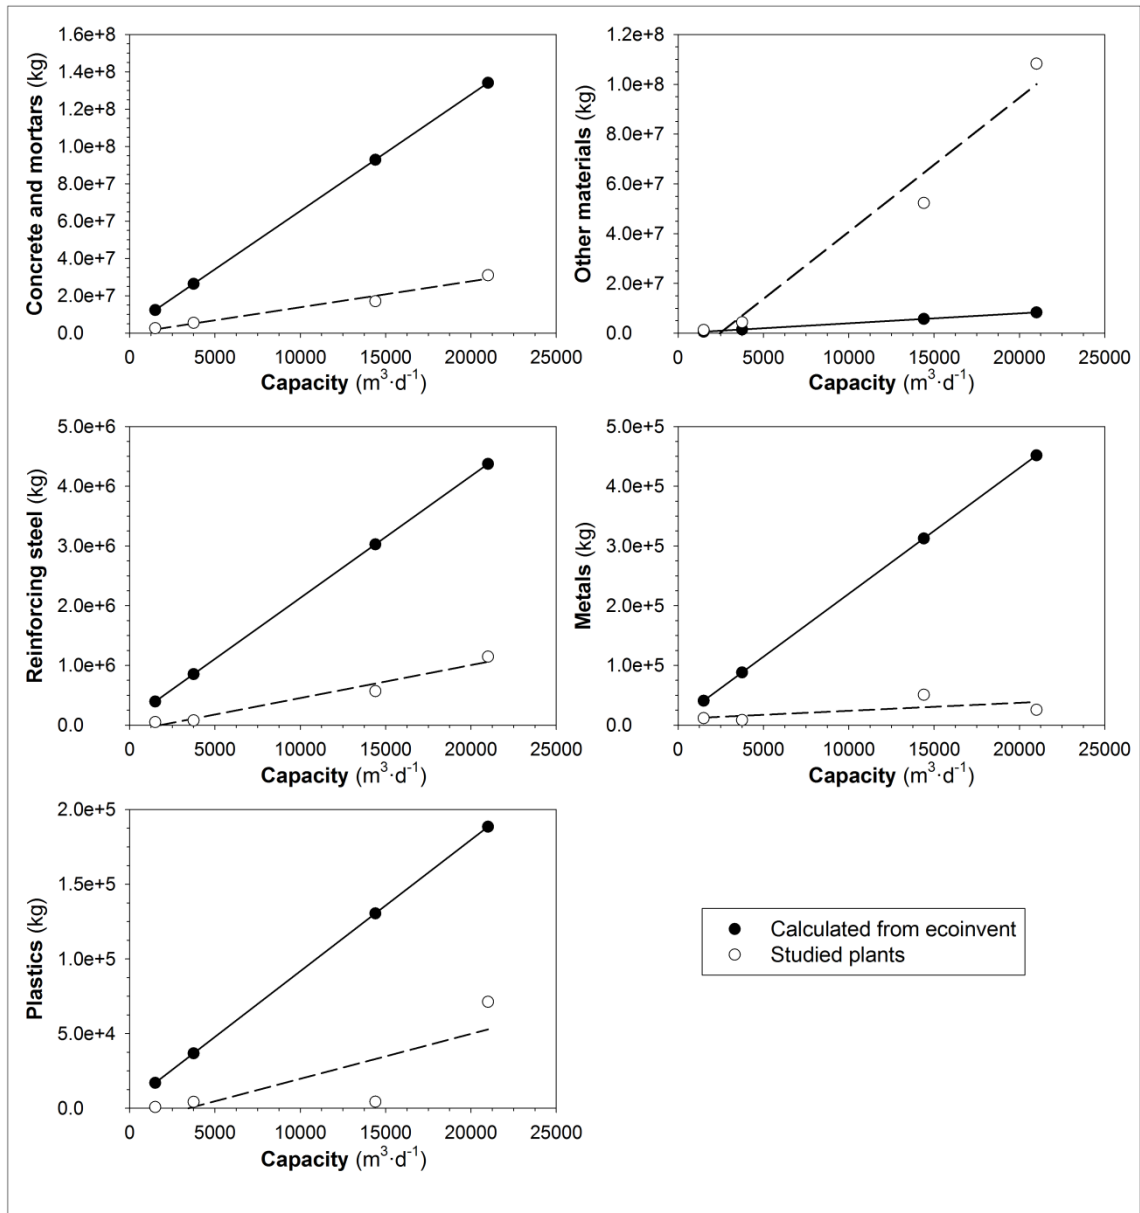 Concrete and mortars (kg)
1.6e+8
1.4e+8
1.2e+8
1.0e+8
8.0e+7
6.0e+7
4.0e+7
2.0e+7
0.0
0 5000 10000 15000 20000 25000
Capacity (m³·d⁻¹)
Other materials (kg)
1.2e+8
1.0e+8
8.0e+7
6.0e+7
4.0e+7
2.0e+7
0.0
0 5000 10000 15000 20000 25000
Capacity (m³·d⁻¹)
Reinforcing steel (kg)
5.0e+6
4.0e+6
3.0e+6
2.0e+6
1.0e+6
0.0
0 5000 10000 15000 20000 25000
Capacity (m³·d⁻¹)
Metals (kg)
5.0e+5
4.0e+5
3.0e+5
2.0e+5
1.0e+5
0.0
0 5000 10000 15000 20000 25000
Capacity (m³·d⁻¹)
Plastics (kg)
2.0e+5
1.5e+5
1.0e+5
5.0e+4
0.0
0 5000 10000 15000 20000 25000
Capacity (m³·d⁻¹)
Calculated from ecoinvent
Studied plants